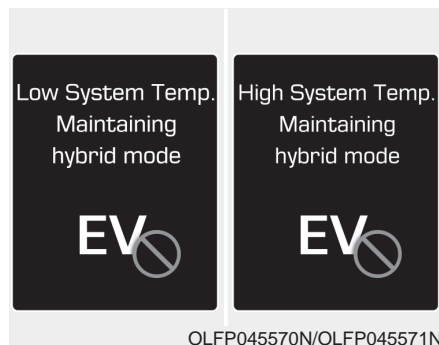 Low System Temp.
Maintaining
hybrid mode
EV
High System Temp.
Maintaining
hybrid mode
EV
OLFP045570N/OLFP045571N